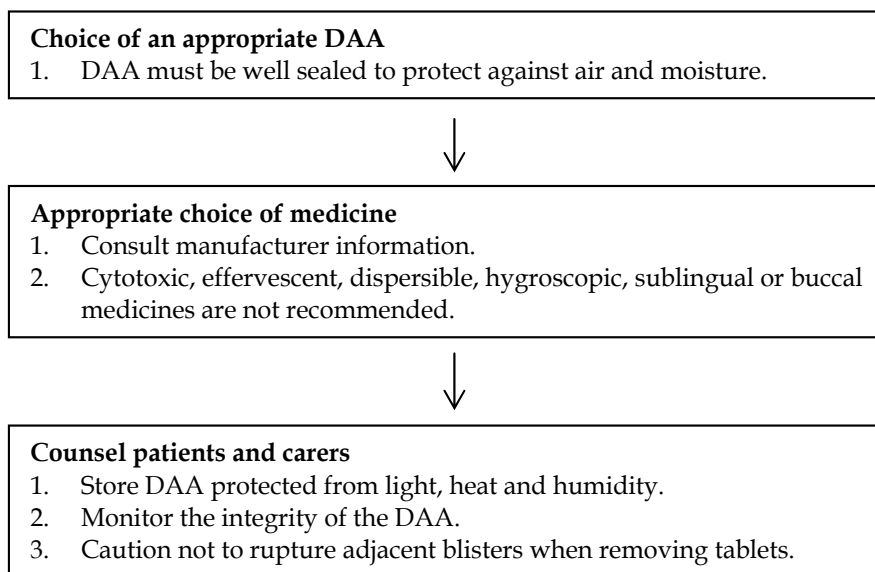 Choice of an appropriate DAA
1. DAA must be well sealed to protect against air and moisture.
Appropriate choice of medicine
1. Consult manufacturer information.
2. Cytotoxic, effervescent, dispersible, hygroscopic, sublingual or buccal
medicines are not recommended.
Counsel patients and carers
1. Store DAA protected from light, heat and humidity.
2. Monitor the integrity of the DAA.
3. Caution not to rupture adjacent blisters when removing tablets.